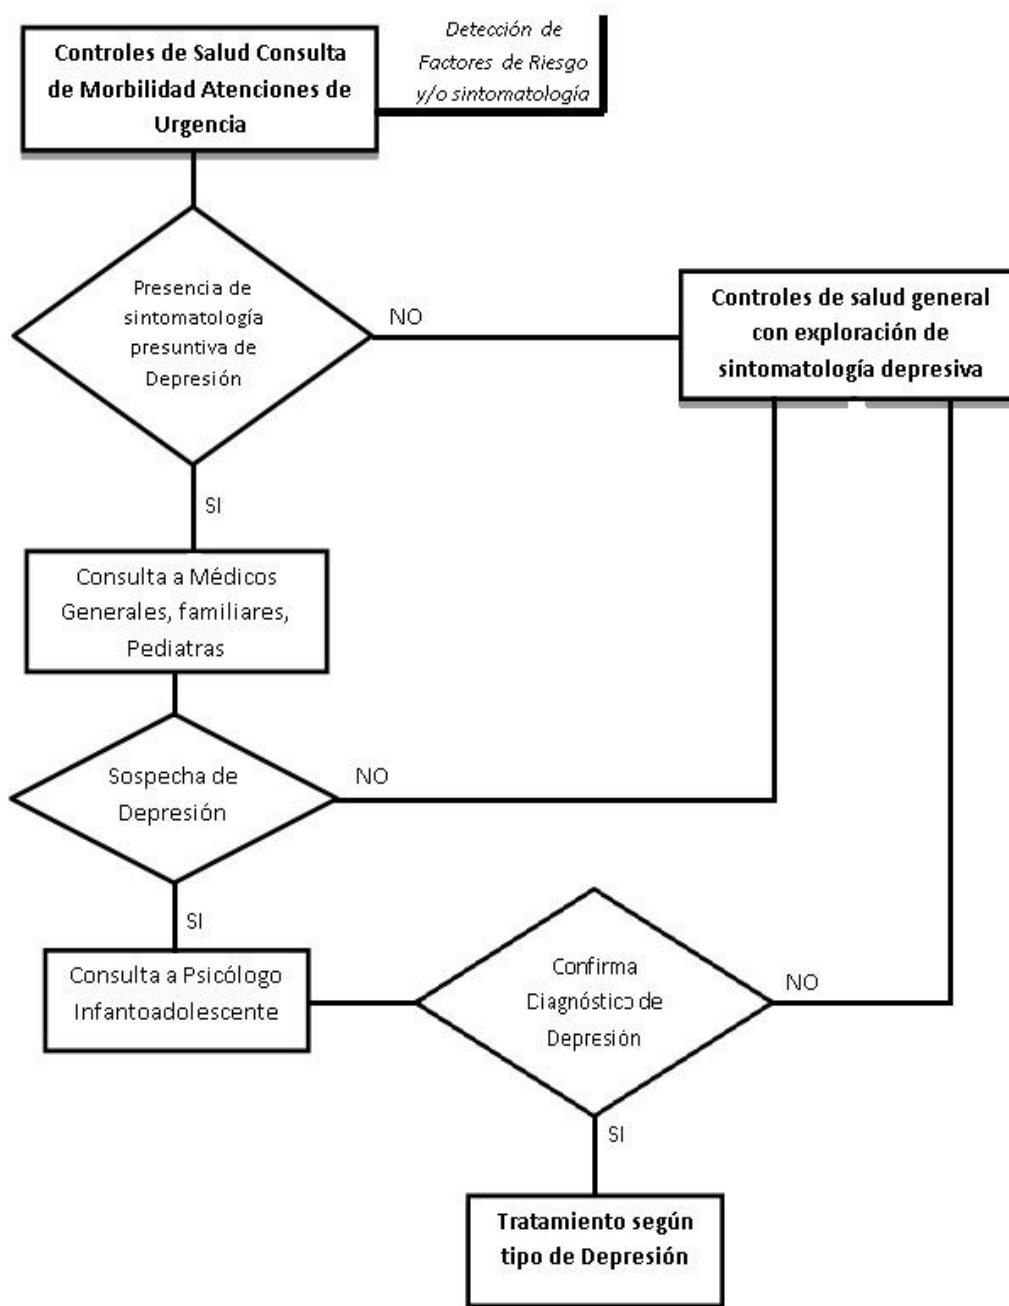 Controles de Salud Consulta
de Morbilidad Atenciones de
Urgencia
Detección de
Factores de Riesgo
y/o sintomatología
Presencia de
sintomatología
presuntiva de
Depresión
NO
Controles de salud general
con exploración de
sintomatología depresiva
SI
Consulta a Médicos
Generales, familiares,
Pediatras
Sospecha de
Depresión
NO
SI
Consulta a Psicólogo
Infantoadolescente
Confirma
Diagnóstico de
Depresión
NO
SI
Tratamiento según
tipo de Depresión